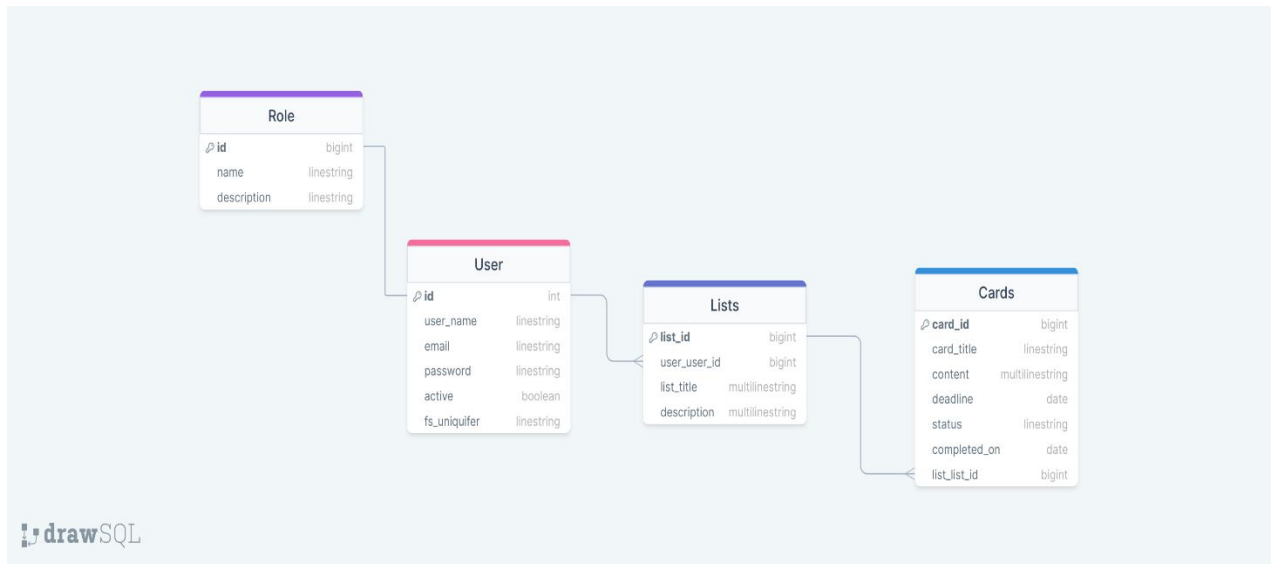 Role
id bigint
name linestring
description linestring
User
id int
user_name linestring
email linestring
password linestring
active boolean
fs_uniquifer linestring
Lists
list_id bigint
user_user_id bigint
list_title multilinestring
description multilinestring
Cards
card_id bigint
card_title linestring
content multilinestring
deadline date
status linestring
completed_on date
list_list_id bigint
drawSQL